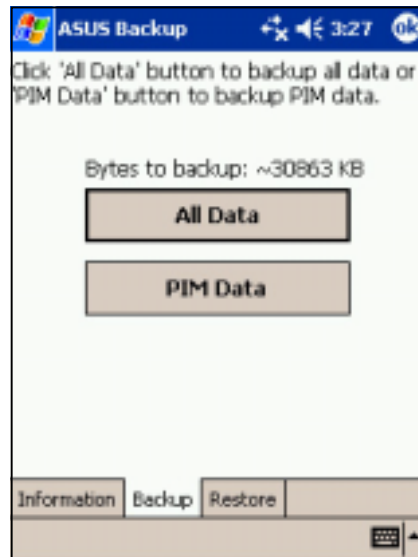 ASUS Backup 3:27 ok
Click 'All Data' button to backup all data or
'PIM Data' button to backup PIM data.
Bytes to backup: ~30863 KB
All Data
PIM Data
Information Backup Restore